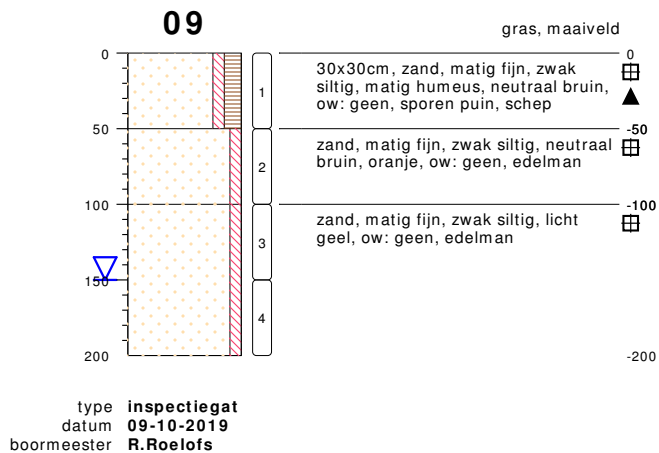 09
gras, maaiveld
0
0
30x30cm, zand, matig fijn, zwak
siltig, matig humeus, neutraal bruin,
ow: geen, sporen puin, schep
1
50
-50
zand, matig fijn, zwak siltig, neutraal
bruin, oranje, ow: geen, edelman
2
100
-100
zand, matig fijn, zwak siltig, licht
geel, ow: geen, edelman
3
150
4
200
-200
type inspectiegat
datum 09-10-2019
boormeester R.Roelofs